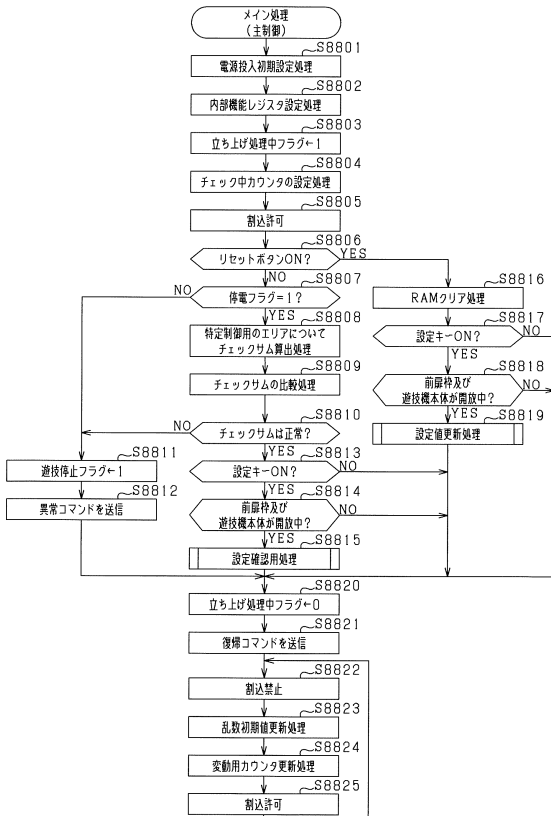 メイン処理
(主制御)
S8801
電源投入初期設定処理
S8802
内部機能レジスタ設定処理
S8803
立ち上げ処理中フラグ←1
S8804
チェック中カウンタの設定処理
S8805
割込許可
S8806
リセットボタンON?
YES
NO
S8807
停電フラグ=1?
NO
YES
S8808
特定制御用のエリアについて
チェックサム算出処理
S8809
チェックサムの比較処理
S8810
チェックサムは正常?
NO
YES
S8811
遊技停止フラグ←1
S8812
異常コマンドを送信
S8813
設定キーON?
NO
YES
S8814
前扉枠及び
遊技機本体が開放中?
NO
YES
S8815
設定確認用処理
S8816
RAMクリア処理
S8817
設定キーON?
NO
YES
S8818
前扉枠及び
遊技機本体が開放中?
NO
YES
S8819
設定値更新処理
S8820
立ち上げ処理中フラグ←0
S8821
復帰コマンドを送信
S8822
割込禁止
S8823
乱数初期値更新処理
S8824
変動用カウンタ更新処理
S8825
割込許可